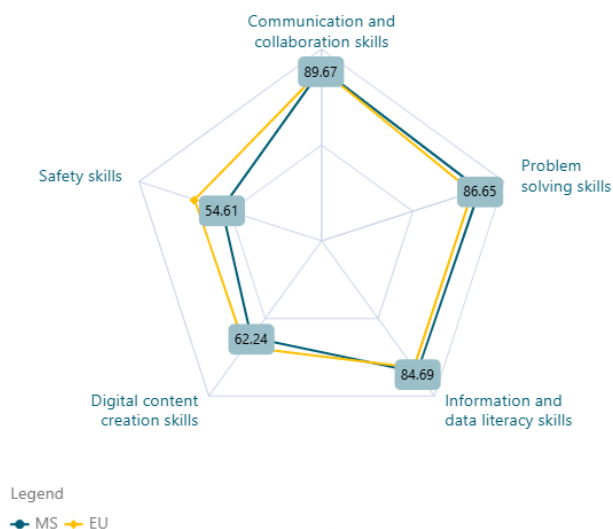 Communication and
collaboration skills
89.67
Problem
solving skills
86.65
Safety skills
54.61
62.24
84.69
Digital content
creation skills
Information and
data literacy skills
Legend
MS EU